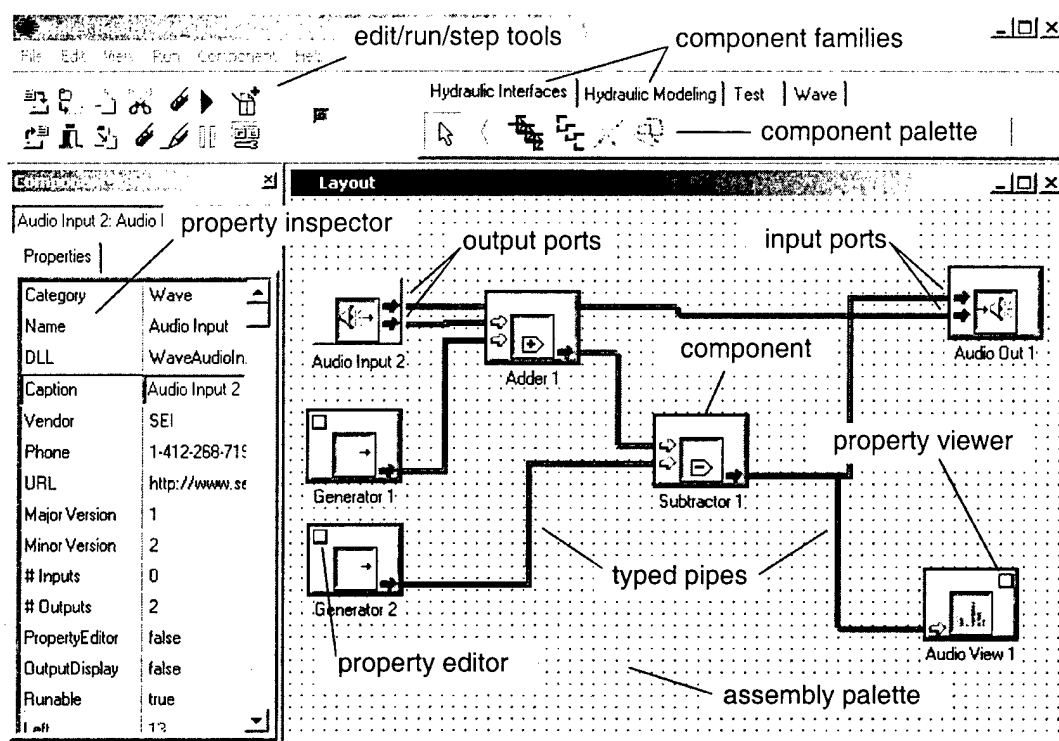 edit/run/step tools
component families
File Edit View Run Component Help
Hydraulic Interfaces
Hydraulic Modeling
Test
Wave
component palette
Layout
Audio Input 2: Audio I
property inspector
Properties
Category Wave
Name Audio Input
DLL WaveAudioIn.
Caption Audio Input 2
Vendor SEI
Phone 1-412-268-719
URL http://www.se
Major Version 1
Minor Version 2
# Inputs 0
# Outputs 2
PropertyEditor false
OutputDisplay false
Runable true
Left 13
output ports
input ports
Audio Input 2
Adder 1
component
Audio Out 1
Generator 1
Subtractor 1
property viewer
Generator 2
typed pipes
property editor
Audio View 1
assembly palette